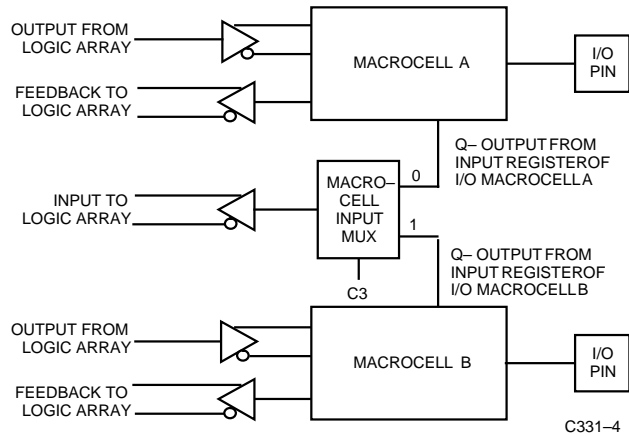 OUTPUT FROM
LOGIC ARRAY
MACROCELL A
I/O
PIN
FEEDBACK TO
LOGIC ARRAY
Q– OUTPUT FROM
INPUT REGISTEROF
I/O MACROCELLA
0
INPUT TO
LOGIC ARRAY
MACRO–
CELL
INPUT
MUX
1
C3
Q– OUTPUT FROM
INPUT REGISTEROF
I/O MACROCELLB
OUTPUT FROM
LOGIC ARRAY
MACROCELL B
I/O
PIN
FEEDBACK TO
LOGIC ARRAY
C331–4